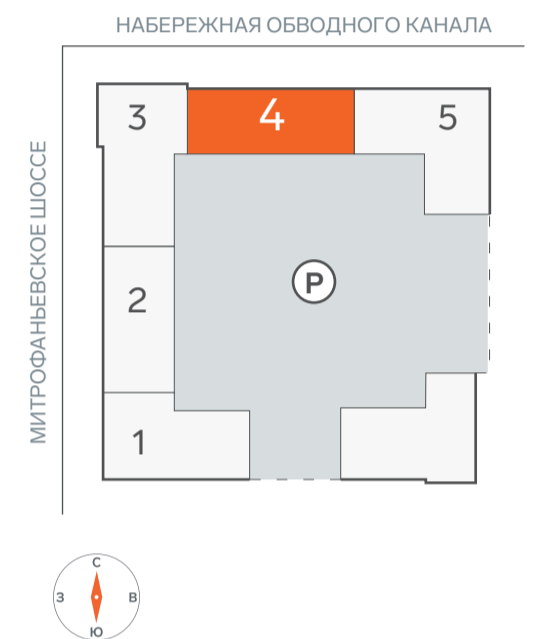 НАБЕРЕЖНАЯ ОБВОДНОГО КАНАЛА
МИТРОФАНЬЕВСКОЕ ШОССЕ
3
4
5
P
2
1
С
З
В
Ю